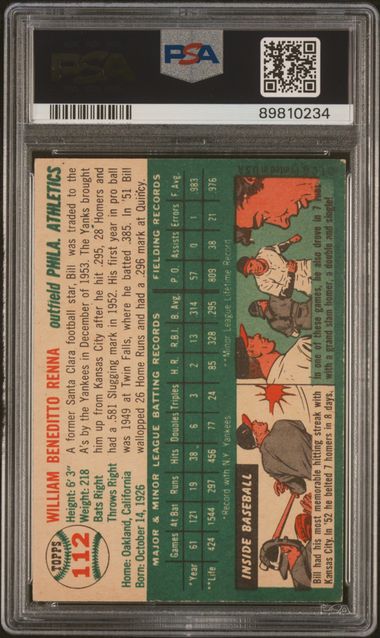 PSA
PSA
89810234
TOPPS
112
WILLIAM BENEDITTO RENNA
outfield PHILA. ATHLETICS
Height: 6' 3"
Weight: 218
Bats Right
Throws Right
Home: Oakland, California
Born: October 14, 1926
A former Santa Clara football star, Bill was traded to the
A's by the Yankees in December of 1953. The Yanks brought
him up from Kansas City after he hit .295, 28 Homers and
had a .581 Slugging mark in 1952. His first year in pro ball
was 1949 at Twin Falls, where he batted .385. In '51 Bill
walloped 26 Home Runs and had a .296 mark at Quincy.
MAJOR & MINOR LEAGUE BATTING RECORDS FIELDING RECORDS
Games At Bat Runs Hits Doubles Triples H. R. R.B.I. B. Avg. P. O. Assists Errors F. Avg.
*Year 61 121 19 38 6 3 2 13 .314 57 0 1 .983
**Life 424 1544 297 456 77 24 85 328 .295 809 38 21 .976
*Record with N.Y. Yankees **Minor League Lifetime Record
INSIDE BASEBALL
Bill had his most memorable hitting streak with
Kansas City. In '52 he belted 7 homers in 8 days.
In one of these games, he also drove in 7 runs
with a grand slam homer, a double and single!